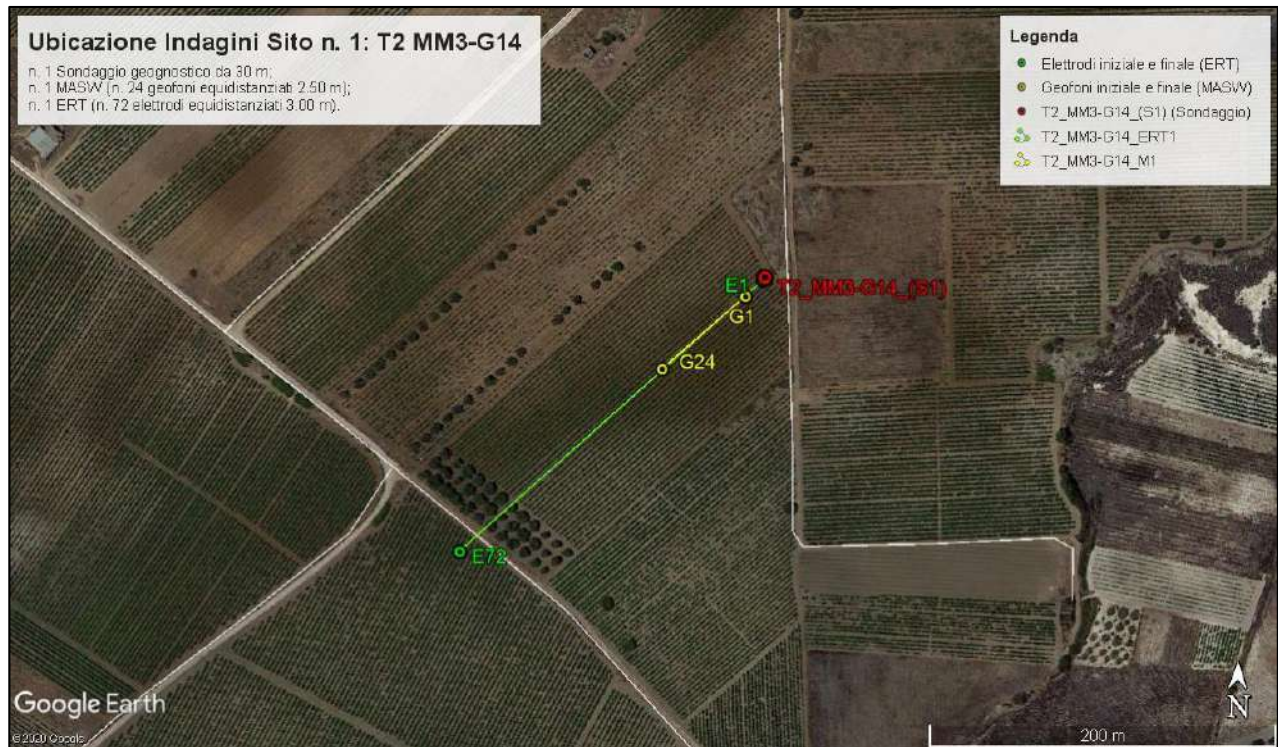 Ubicazione Indagini Sito n. 1: T2 MM3-G14
n. 1 Sondaggio geognostico da 30 m;
n. 1 MASW (n. 24 geofoni equidistanziati 2.50 m);
n. 1 ERT (n. 72 elettrodi equidistanziati 3.00 m).
Legenda
Elettrodi iniziale e finale (ERT)
Geofoni iniziale e finale (MASW)
T2_MM3-G14_(S1) (Sondaggio)
T2_MM3-G14_ERT1
T2_MM3-G14_M1
E1
T2_MM3-G14_(S1)
G1
G24
E72
Google Earth
© 2020 Google
N
200 m